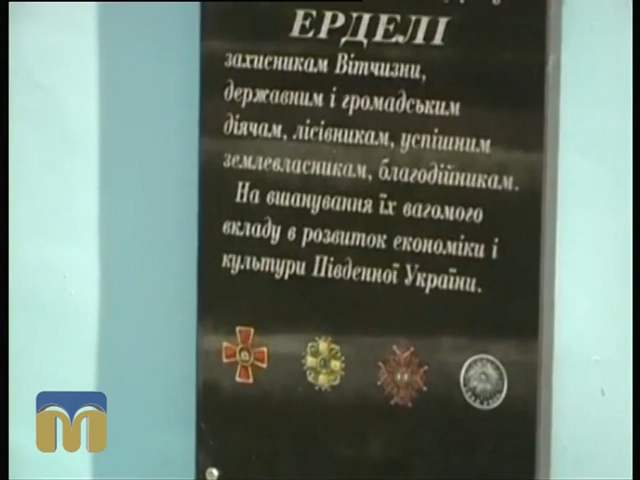 ЕРДЕЛІ
захисникам Вітчизни,
державним і громадським
діячам, лісівникам, успішним
землевласникам, благодійникам.
На вшанування їх вагомого
вкладу в розвиток економіки і
культури Південної України.